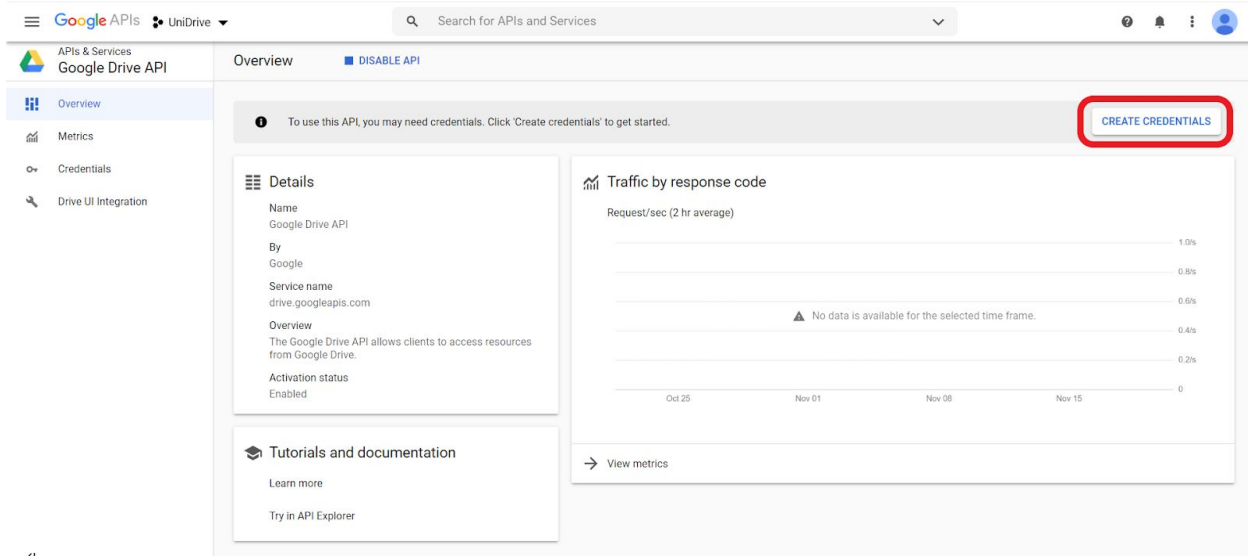 Google APIs UniDrive Search for APIs and Services
APIs & Services
Google Drive API
Overview DISABLE API
Overview
Metrics
Credentials
Drive UI Integration
To use this API, you may need credentials. Click 'Create credentials' to get started.
CREATE CREDENTIALS
Details
Name
Google Drive API
By
Google
Service name
drive.googleapis.com
Overview
The Google Drive API allows clients to access resources
from Google Drive.
Activation status
Enabled
Tutorials and documentation
Learn more
Try in API Explorer
Traffic by response code
Request/sec (2 hr average)
1.0/s
0.8/s
0.6/s
No data is available for the selected time frame.
0.4/s
0.2/s
0
Oct 25 Nov 01 Nov 08 Nov 15
View metrics